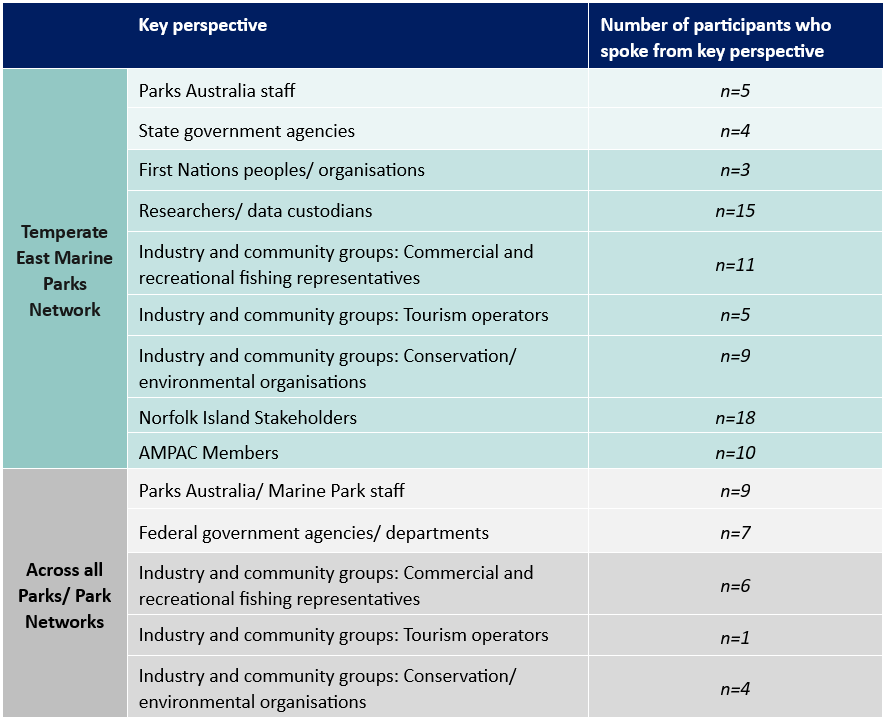 Key perspective
Number of participants who
spoke from key perspective
Temperate
East Marine
Parks
Network
Parks Australia staff
n=5
State government agencies
n=4
First Nations peoples/ organisations
n=3
Researchers/ data custodians
n=15
Industry and community groups: Commercial and
recreational fishing representatives
n=11
Industry and community groups: Tourism operators
n=5
Industry and community groups: Conservation/
environmental organisations
n=9
Norfolk Island Stakeholders
n=18
AMPAC Members
n=10
Across all
Parks/ Park
Networks
Parks Australia/ Marine Park staff
n=9
Federal government agencies/ departments
n=7
Industry and community groups: Commercial and
recreational fishing representatives
n=6
Industry and community groups: Tourism operators
n=1
Industry and community groups: Conservation/
environmental organisations
n=4